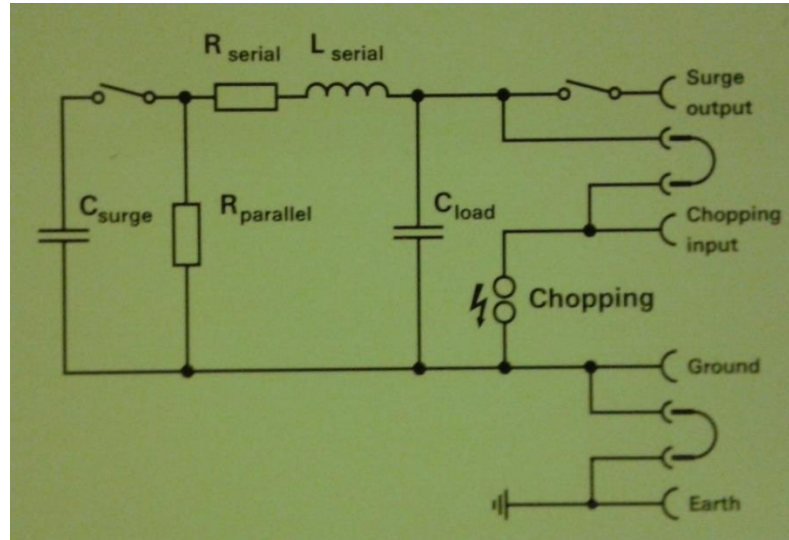 R serial
L serial
Surge
output
C surge
R parallel
C load
Chopping
input
Chopping
Ground
Earth